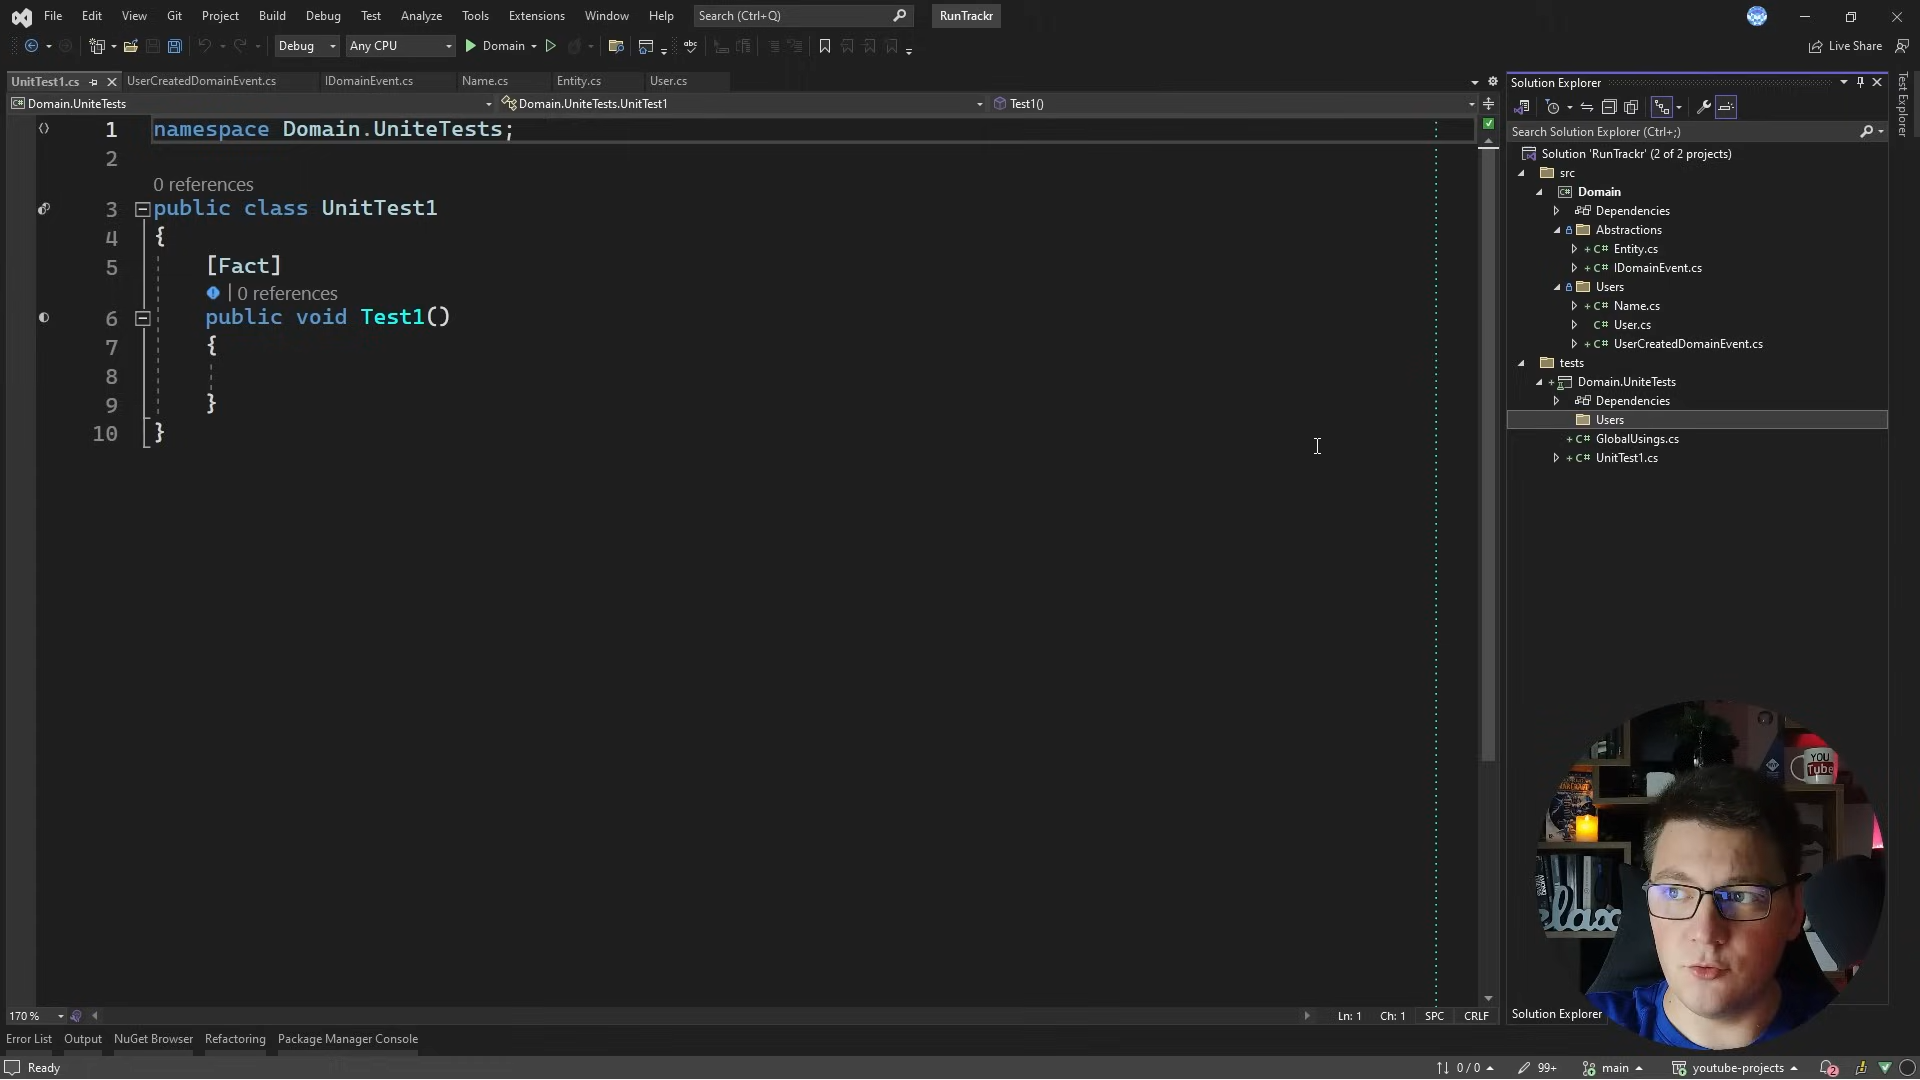 File Edit View Git Project Build Debug Test Analyze Tools Extensions Window Help Search (Ctrl+Q) RunTrackr
Debug Any CPU Domain Live Share
UnitTest1.cs UserCreatedDomainEvent.cs IDomainEvent.cs Name.cs Entity.cs User.cs
Domain.UniteTests Domain.UniteTests.UnitTest1 Test1()
1 namespace Domain.UniteTests;
2
0 references
3 public class UnitTest1
4 {
5 [Fact]
| 0 references
6 public void Test1()
7 {
8
9 }
10 }
170 % Ln: 1 Ch: 1 SPC CRLF
Solution Explorer
Search Solution Explorer (Ctrl+;)
Solution 'RunTrackr' (2 of 2 projects)
src
C# Domain
Dependencies
Abstractions
+ C# Entity.cs
+ C# IDomainEvent.cs
Users
+ C# Name.cs
C# User.cs
+ C# UserCreatedDomainEvent.cs
tests
+ Domain.UniteTests
Dependencies
Users
+ C# GlobalUsings.cs
+ C# UnitTest1.cs
Test Explorer
YOU
Tube
relax
Solution Explorer
Error List Output NuGet Browser Refactoring Package Manager Console
Ready 0 / 0 99+ main youtube-projects 2